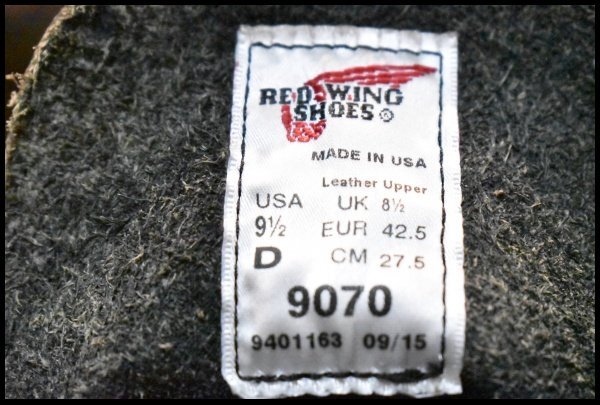 RED WING
SHOES®
MADE IN USA
Leather Upper
USA UK 8½
9½ EUR 42.5
D CM 27.5
9070
9401163 09/15